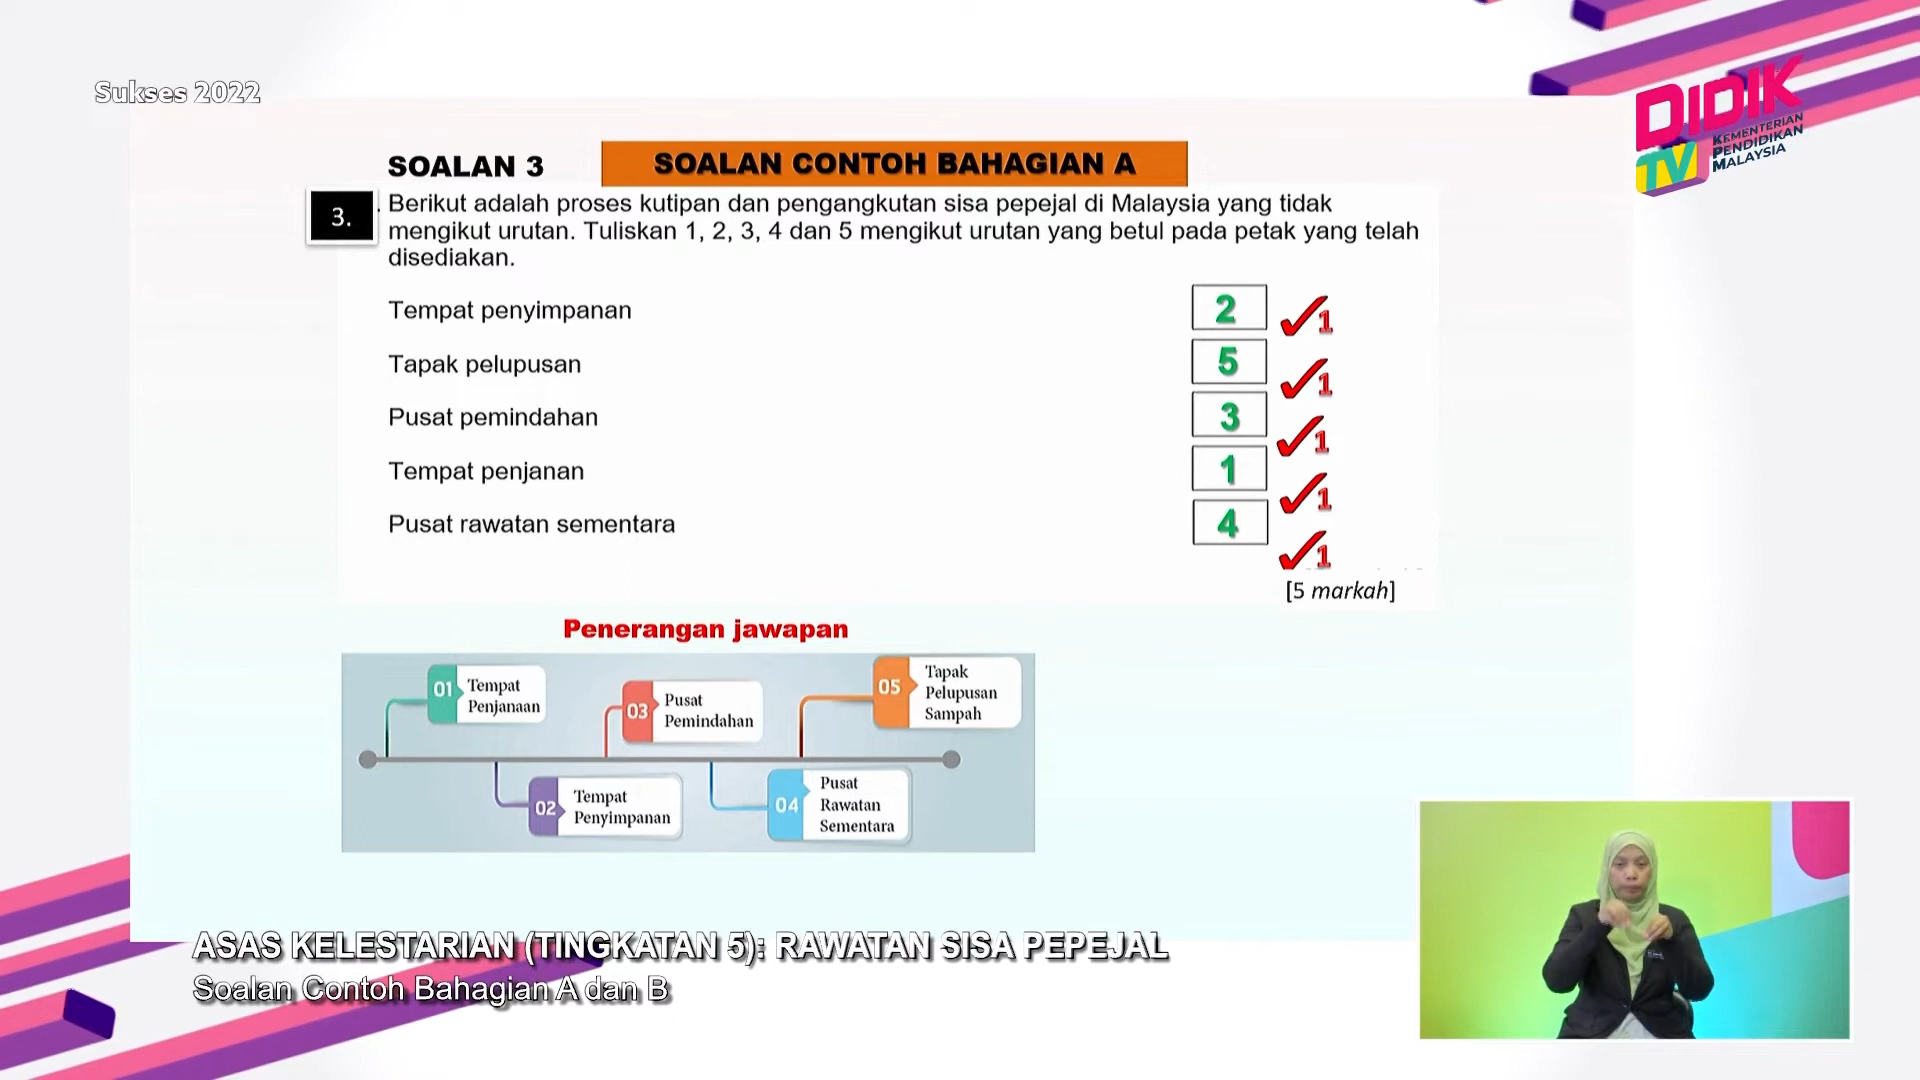 Sukses 2022
DIDIK
TV
KEMENTERIAN
PENDIDIKAN
MALAYSIA
SOALAN 3
SOALAN CONTOH BAHAGIAN A
3.
Berikut adalah proses kutipan dan pengangkutan sisa pepejal di Malaysia yang tidak
mengikut urutan. Tuliskan 1, 2, 3, 4 dan 5 mengikut urutan yang betul pada petak yang telah
disediakan.
Tempat penyimpanan 2 ✓1
Tapak pelupusan 5 ✓1
Pusat pemindahan 3 ✓1
Tempat penjanan 1 ✓1
Pusat rawatan sementara 4 ✓1
[5 markah]
Penerangan jawapan
01 Tempat
Penjanaan
02 Tempat
Penyimpanan
03 Pusat
Pemindahan
04 Pusat
Rawatan
Sementara
05 Tapak
Pelupusan
Sampah
ASAS KELESTARIAN (TINGKATAN 5): RAWATAN SISA PEPEJAL
Soalan Contoh Bahagian A dan B